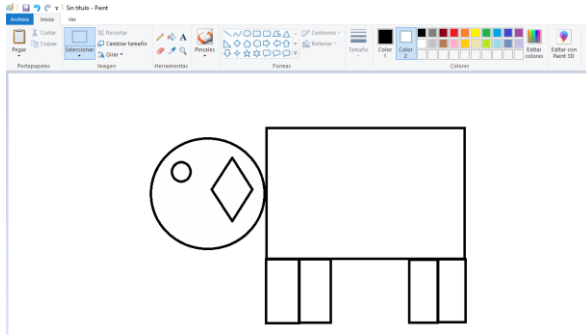 Sin título - Paint
Archivo Inicio Ver
Pegar
Cortar
Copiar
Portapapeles
Seleccionar
Recortar
Cambiar tamaño
Girar
Imagen
A
Herramientas
Pinceles
Contorno
Rellenar
Formas
Tamaño
Color
1
Color
2
Editar
colores
Colores
Editar con
Paint 3D